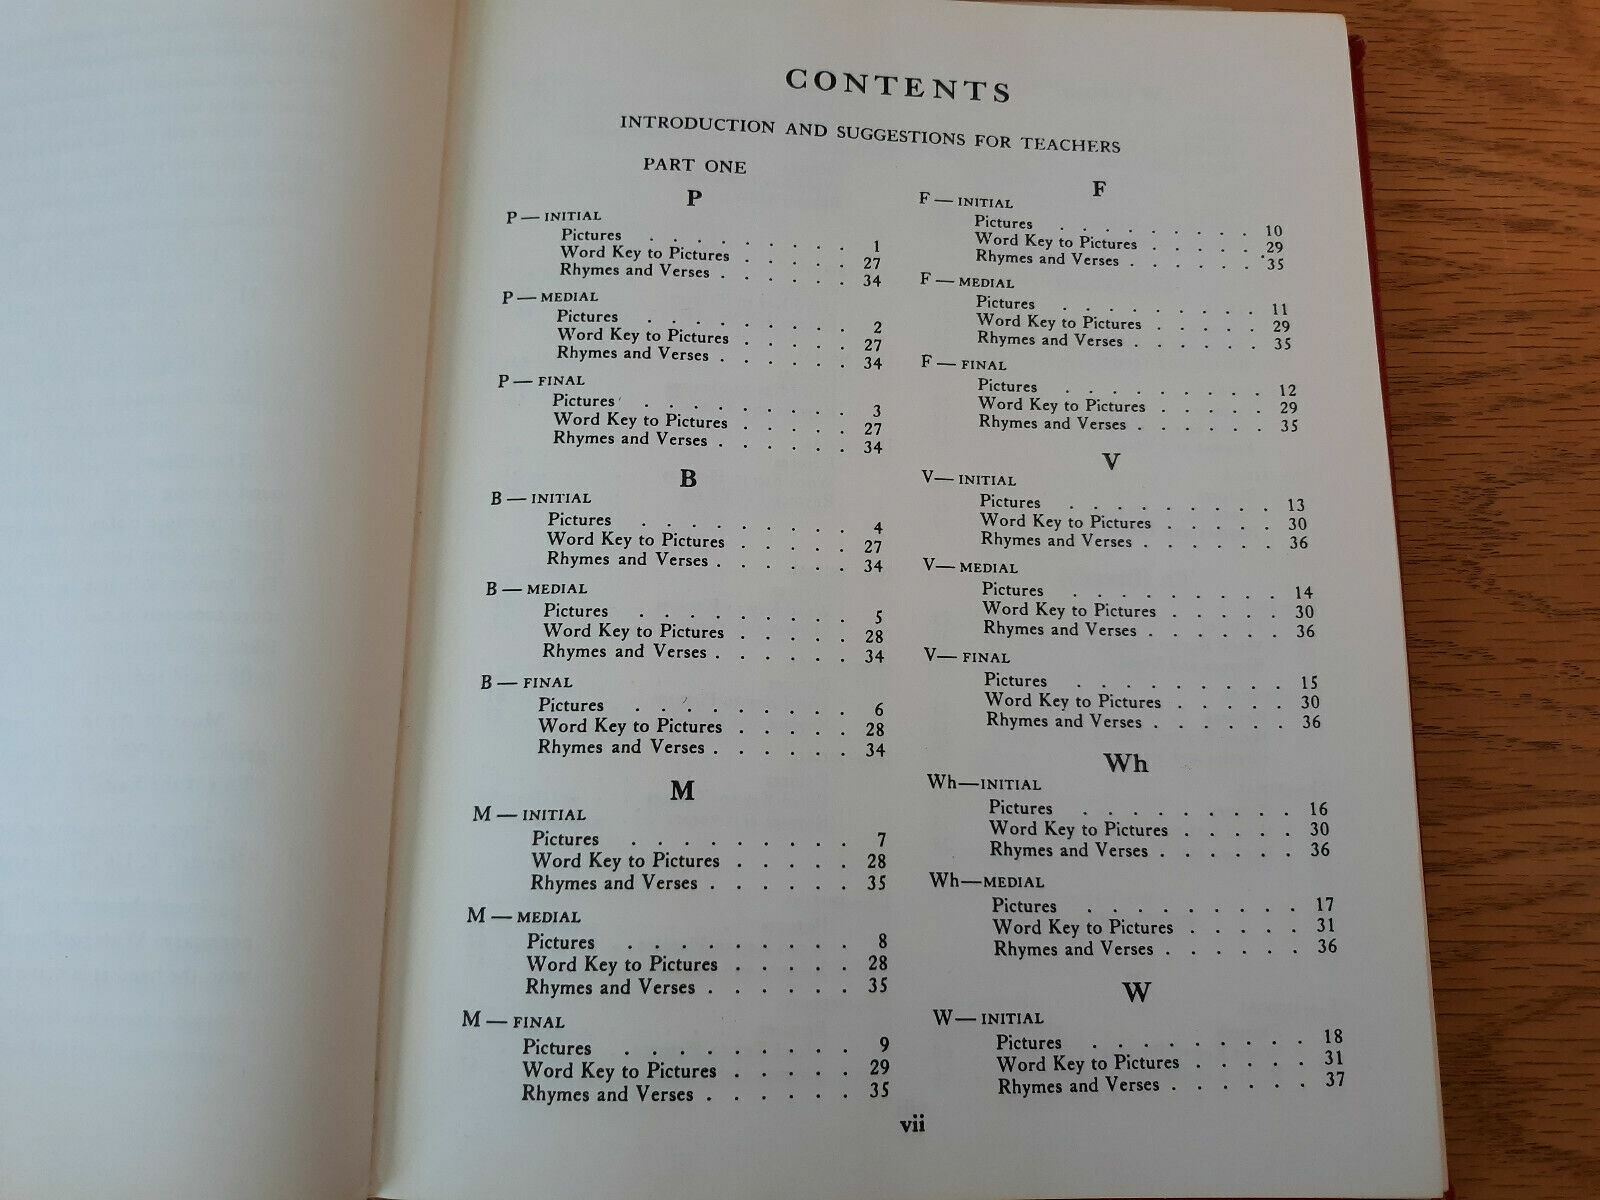 CONTENTS
INTRODUCTION AND SUGGESTIONS FOR TEACHERS
PART ONE
P
P — INITIAL
Pictures . . . . . . . . . 1
Word Key to Pictures . . . . . 27
Rhymes and Verses . . . . . . 34
P — MEDIAL
Pictures . . . . . . . . . 2
Word Key to Pictures . . . . . 27
Rhymes and Verses . . . . . . 34
P — FINAL
Pictures . . . . . . . . . 3
Word Key to Pictures . . . . . 27
Rhymes and Verses . . . . . . 34
B
B — INITIAL
Pictures . . . . . . . . . 4
Word Key to Pictures . . . . . 27
Rhymes and Verses . . . . . . 34
B — MEDIAL
Pictures . . . . . . . . . 5
Word Key to Pictures . . . . . 28
Rhymes and Verses . . . . . . 34
B — FINAL
Pictures . . . . . . . . . 6
Word Key to Pictures . . . . . 28
Rhymes and Verses . . . . . . 34
M
M — INITIAL
Pictures . . . . . . . . . 7
Word Key to Pictures . . . . . 28
Rhymes and Verses . . . . . . 35
M — MEDIAL
Pictures . . . . . . . . . 8
Word Key to Pictures . . . . . 28
Rhymes and Verses . . . . . . 35
M — FINAL
Pictures . . . . . . . . . 9
Word Key to Pictures . . . . . 29
Rhymes and Verses . . . . . . 35
F
F — INITIAL
Pictures . . . . . . . . . 10
Word Key to Pictures . . . . . 29
Rhymes and Verses . . . . . . 35
F — MEDIAL
Pictures . . . . . . . . . 11
Word Key to Pictures . . . . . 29
Rhymes and Verses . . . . . . 35
F — FINAL
Pictures . . . . . . . . . 12
Word Key to Pictures . . . . . 29
Rhymes and Verses . . . . . . 35
V
V — INITIAL
Pictures . . . . . . . . . 13
Word Key to Pictures . . . . . 30
Rhymes and Verses . . . . . . 36
V — MEDIAL
Pictures . . . . . . . . . 14
Word Key to Pictures . . . . . 30
Rhymes and Verses . . . . . . 36
V — FINAL
Pictures . . . . . . . . . 15
Word Key to Pictures . . . . . 30
Rhymes and Verses . . . . . . 36
Wh
Wh — INITIAL
Pictures . . . . . . . . . 16
Word Key to Pictures . . . . . 30
Rhymes and Verses . . . . . . 36
Wh — MEDIAL
Pictures . . . . . . . . . 17
Word Key to Pictures . . . . . 31
Rhymes and Verses . . . . . . 36
W
W — INITIAL
Pictures . . . . . . . . . 18
Word Key to Pictures . . . . . 31
Rhymes and Verses . . . . . . 37
vii